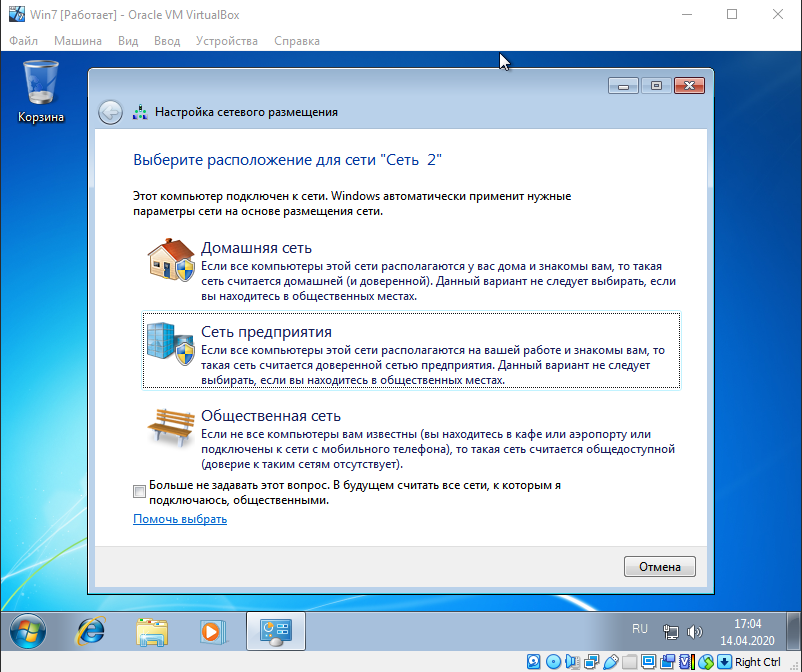 Win7 [Работает] - Oracle VM VirtualBox
Файл Машина Вид Ввод Устройства Справка
Корзина
Настройка сетевого размещения
Выберите расположение для сети "Сеть 2"
Этот компьютер подключен к сети. Windows автоматически применит нужные
параметры сети на основе размещения сети.
Домашняя сеть
Если все компьютеры этой сети располагаются у вас дома и знакомы вам, то такая
сеть считается домашней (и доверенной). Данный вариант не следует выбирать, если
вы находитесь в общественных местах.
Сеть предприятия
Если все компьютеры этой сети располагаются на вашей работе и знакомы вам, то
такая сеть считается доверенной сетью предприятия. Данный вариант не следует
выбирать, если вы находитесь в общественных местах.
Общественная сеть
Если не все компьютеры вам известны (вы находитесь в кафе или аэропорту или
подключены к сети с мобильного телефона), то такая сеть считается общедоступной
(доверие к таким сетям отсутствует).
Больше не задавать этот вопрос. В будущем считать все сети, к которым я
подключаюсь, общественными.
Помочь выбрать
Отмена
RU
17:04
14.04.2020
Right Ctrl